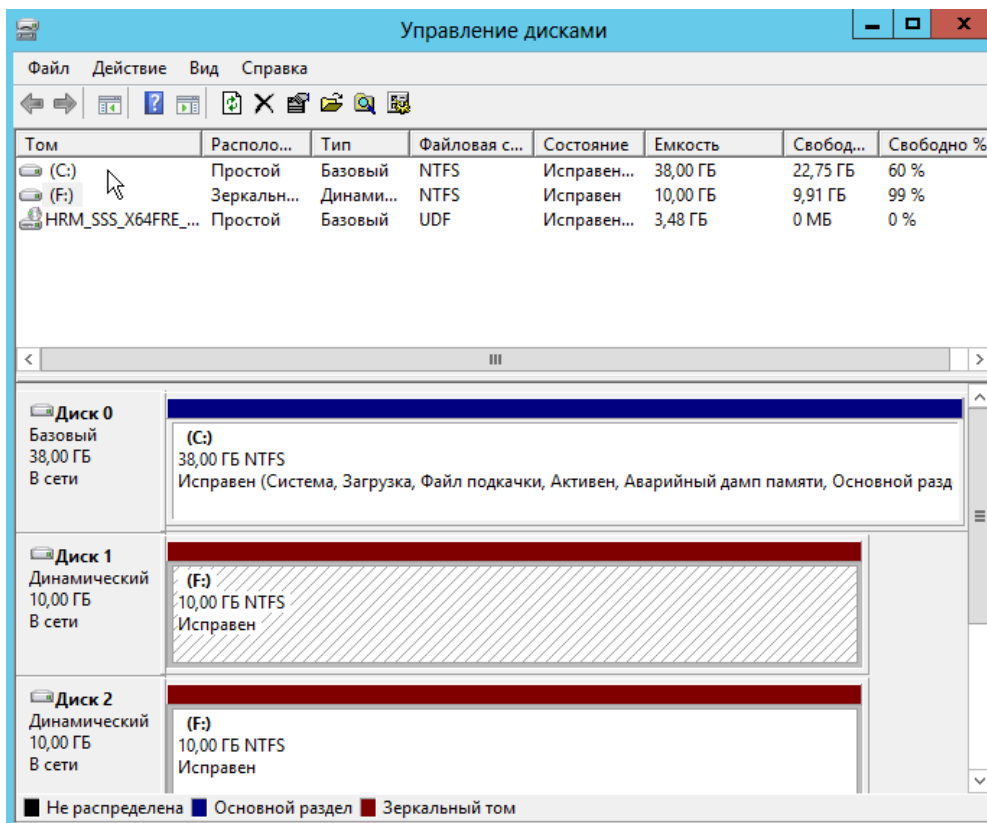 Управление дисками
Файл Действие Вид Справка
Том Располо... Тип Файловая с... Состояние Емкость Свобод... Свободно %
(C:) Простой Базовый NTFS Исправен... 38,00 ГБ 22,75 ГБ 60 %
(F:) Зеркальн... Динами... NTFS Исправен 10,00 ГБ 9,91 ГБ 99 %
HRM_SSS_X64FRE_... Простой Базовый UDF Исправен... 3,48 ГБ 0 МБ 0 %
Диск 0
Базовый
38,00 ГБ
В сети
(C:)
38,00 ГБ NTFS
Исправен (Система, Загрузка, Файл подкачки, Активен, Аварийный дамп памяти, Основной разд
Диск 1
Динамический
10,00 ГБ
В сети
(F:)
10,00 ГБ NTFS
Исправен
Диск 2
Динамический
10,00 ГБ
В сети
(F:)
10,00 ГБ NTFS
Исправен
Не распределена Основной раздел Зеркальный том